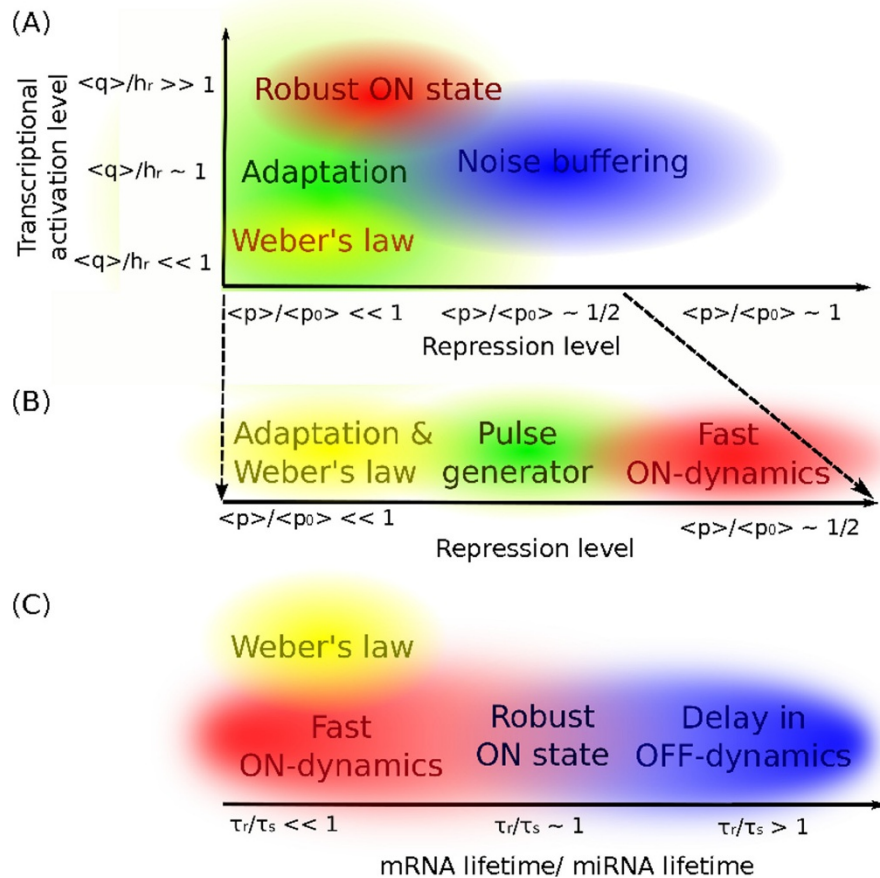 (A)
Transcriptional
activation level
<q>/hᵣ >> 1
<q>/hᵣ ~ 1
<q>/hᵣ << 1
Robust ON state
Adaptation
Noise buffering
Weber's law
<p>/<p₀> << 1
<p>/<p₀> ~ 1/2
<p>/<p₀> ~ 1
Repression level
(B)
Adaptation &
Weber's law
Pulse
generator
Fast
ON-dynamics
<p>/<p₀> << 1
<p>/<p₀> ~ 1/2
Repression level
(C)
Weber's law
Fast
ON-dynamics
Robust
ON state
Delay in
OFF-dynamics
τᵣ/τₛ << 1
τᵣ/τₛ ~ 1
τᵣ/τₛ > 1
mRNA lifetime/ miRNA lifetime